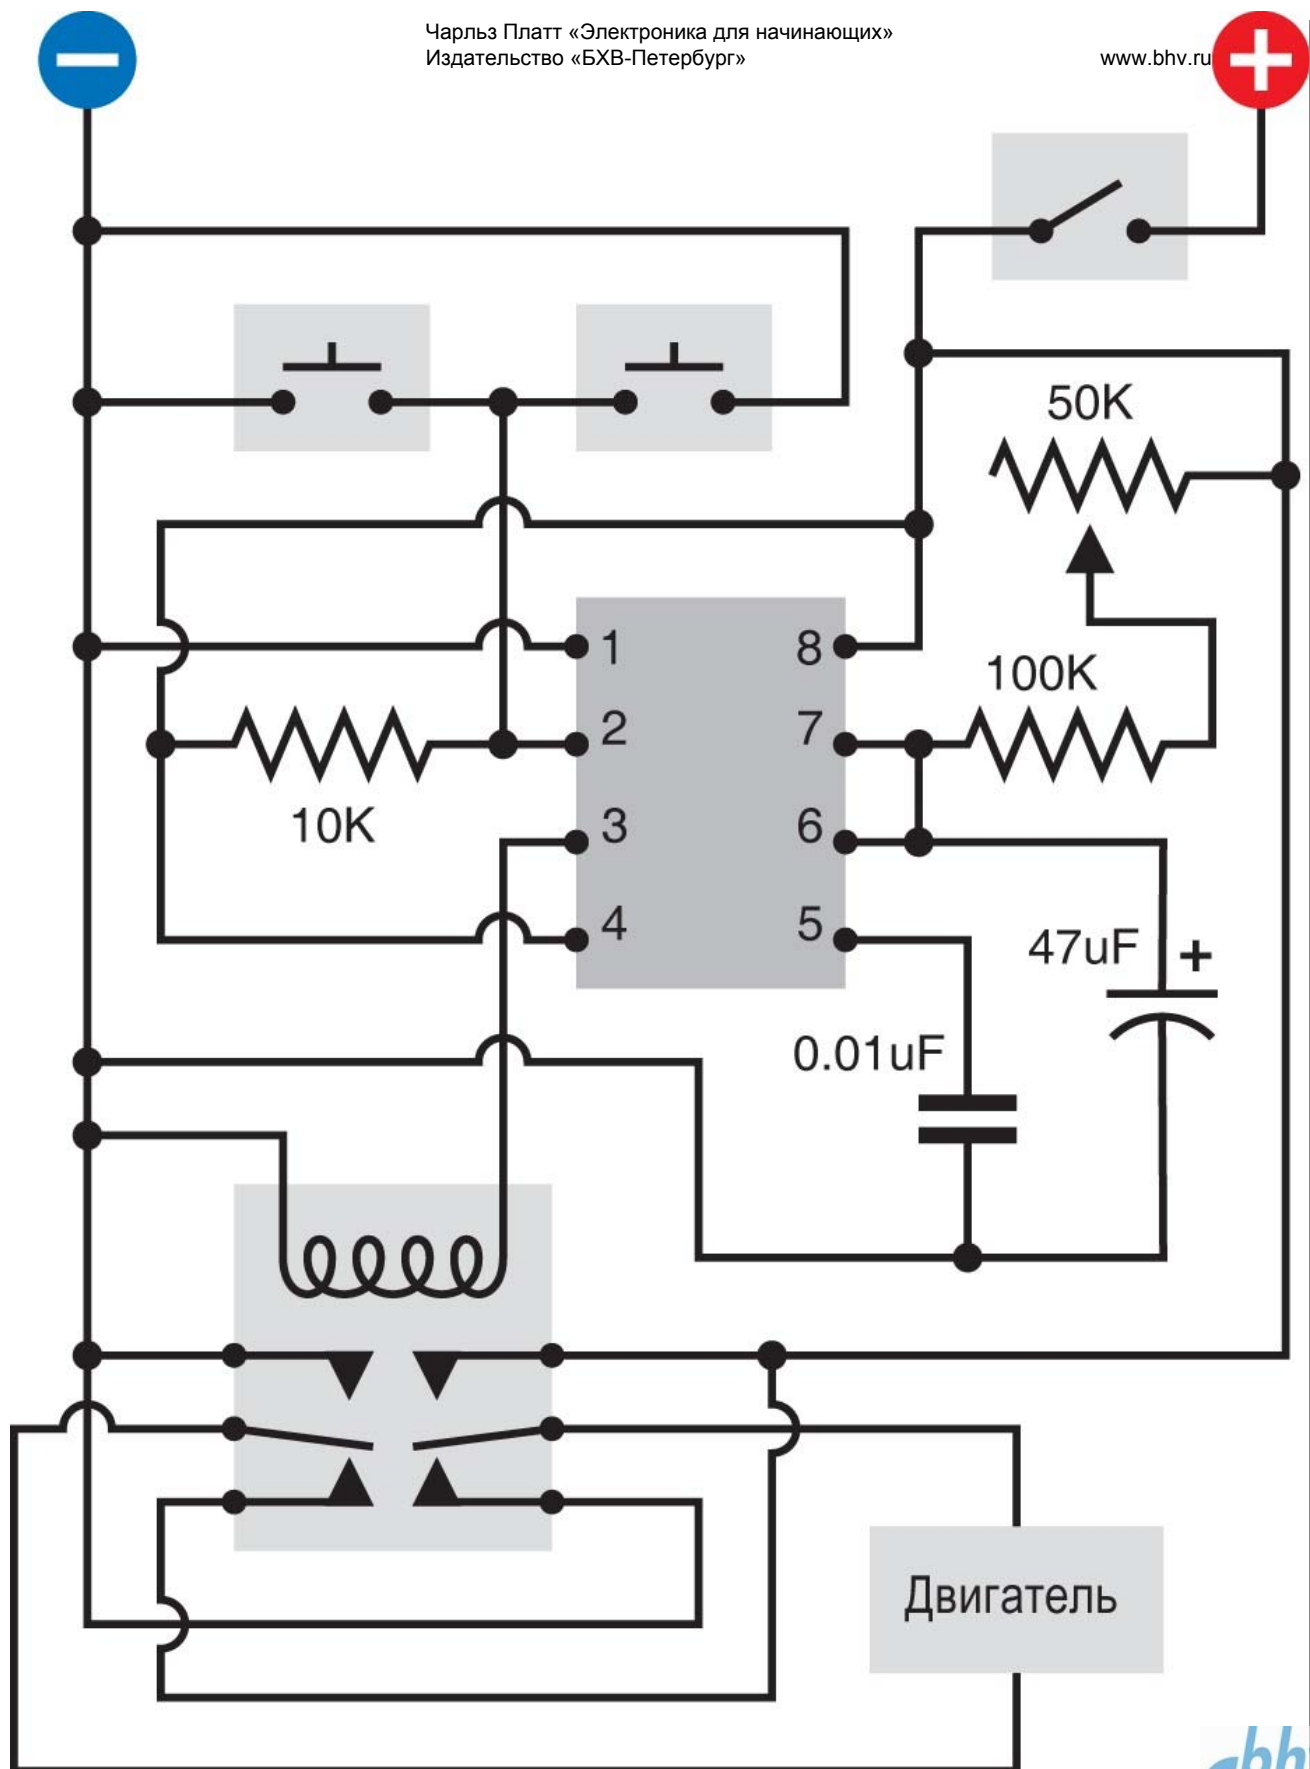 Чарльз Платт «Электроника для начинающих»
Издательство «БХВ-Петербург» www.bhv.ru
50K
1
8
100K
2
7
10K
3
6
4
5
47uF
+
0.01uF
Двигатель
bhv